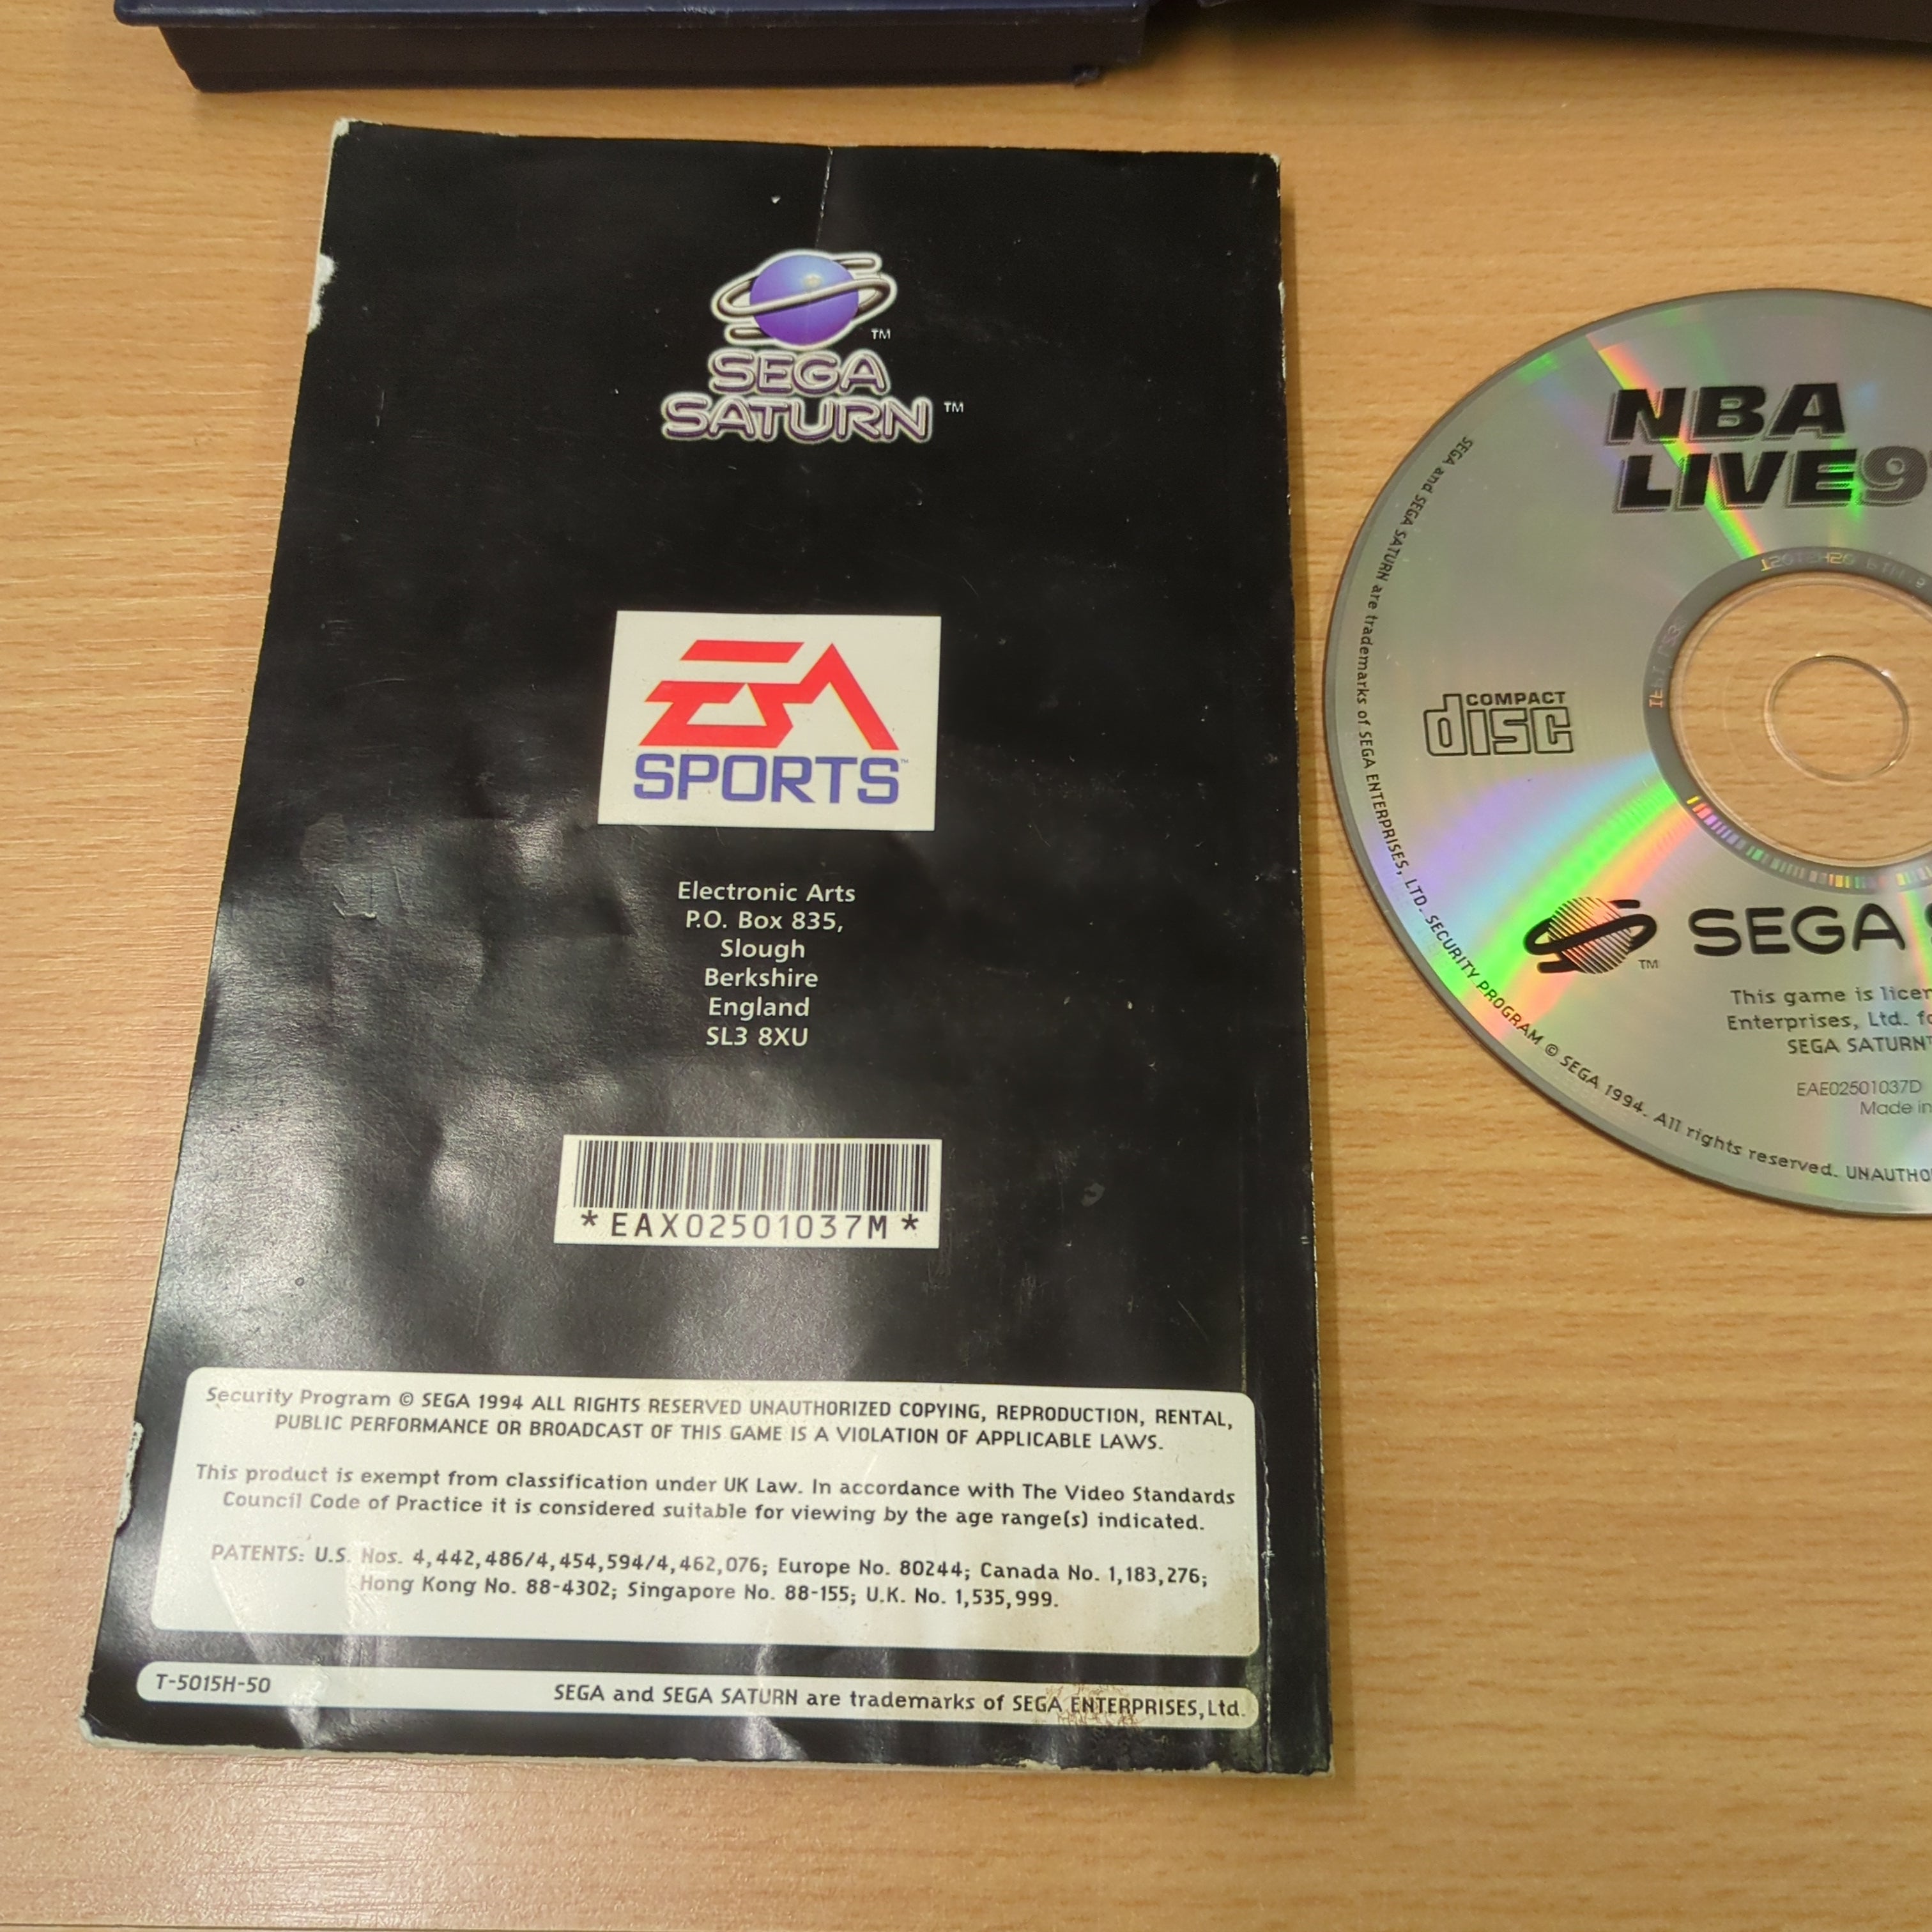 TM
SEGA
SATURN TM
EA
SPORTS™
Electronic Arts
P.O. Box 835,
Slough
Berkshire
England
SL3 8XU
*EAX02501037M*
Security Program © SEGA 1994 ALL RIGHTS RESERVED UNAUTHORIZED COPYING, REPRODUCTION, RENTAL,
PUBLIC PERFORMANCE OR BROADCAST OF THIS GAME IS A VIOLATION OF APPLICABLE LAWS.
This product is exempt from classification under UK Law. In accordance with The Video Standards
Council Code of Practice it is considered suitable for viewing by the age range(s) indicated.
PATENTS: U.S. Nos. 4,442,486/4,454,594/4,462,076; Europe No. 80244; Canada No. 1,183,276;
Hong Kong No. 88-4302; Singapore No. 88-155; U.K. No. 1,535,999.
T-5015H-50
SEGA and SEGA SATURN are trademarks of SEGA ENTERPRISES,Ltd.
NBA
LIVE9
COMPACT
disc
SEGA
TM
This game is
Enterprises, Ltd.
SEGA SATURN
EAE02501037D
Made in
SEGA and SEGA SATURN are trademarks of SEGA ENTERPRISES, LTD. SECURITY PROGRAM © SEGA 1994. All rights reserved.